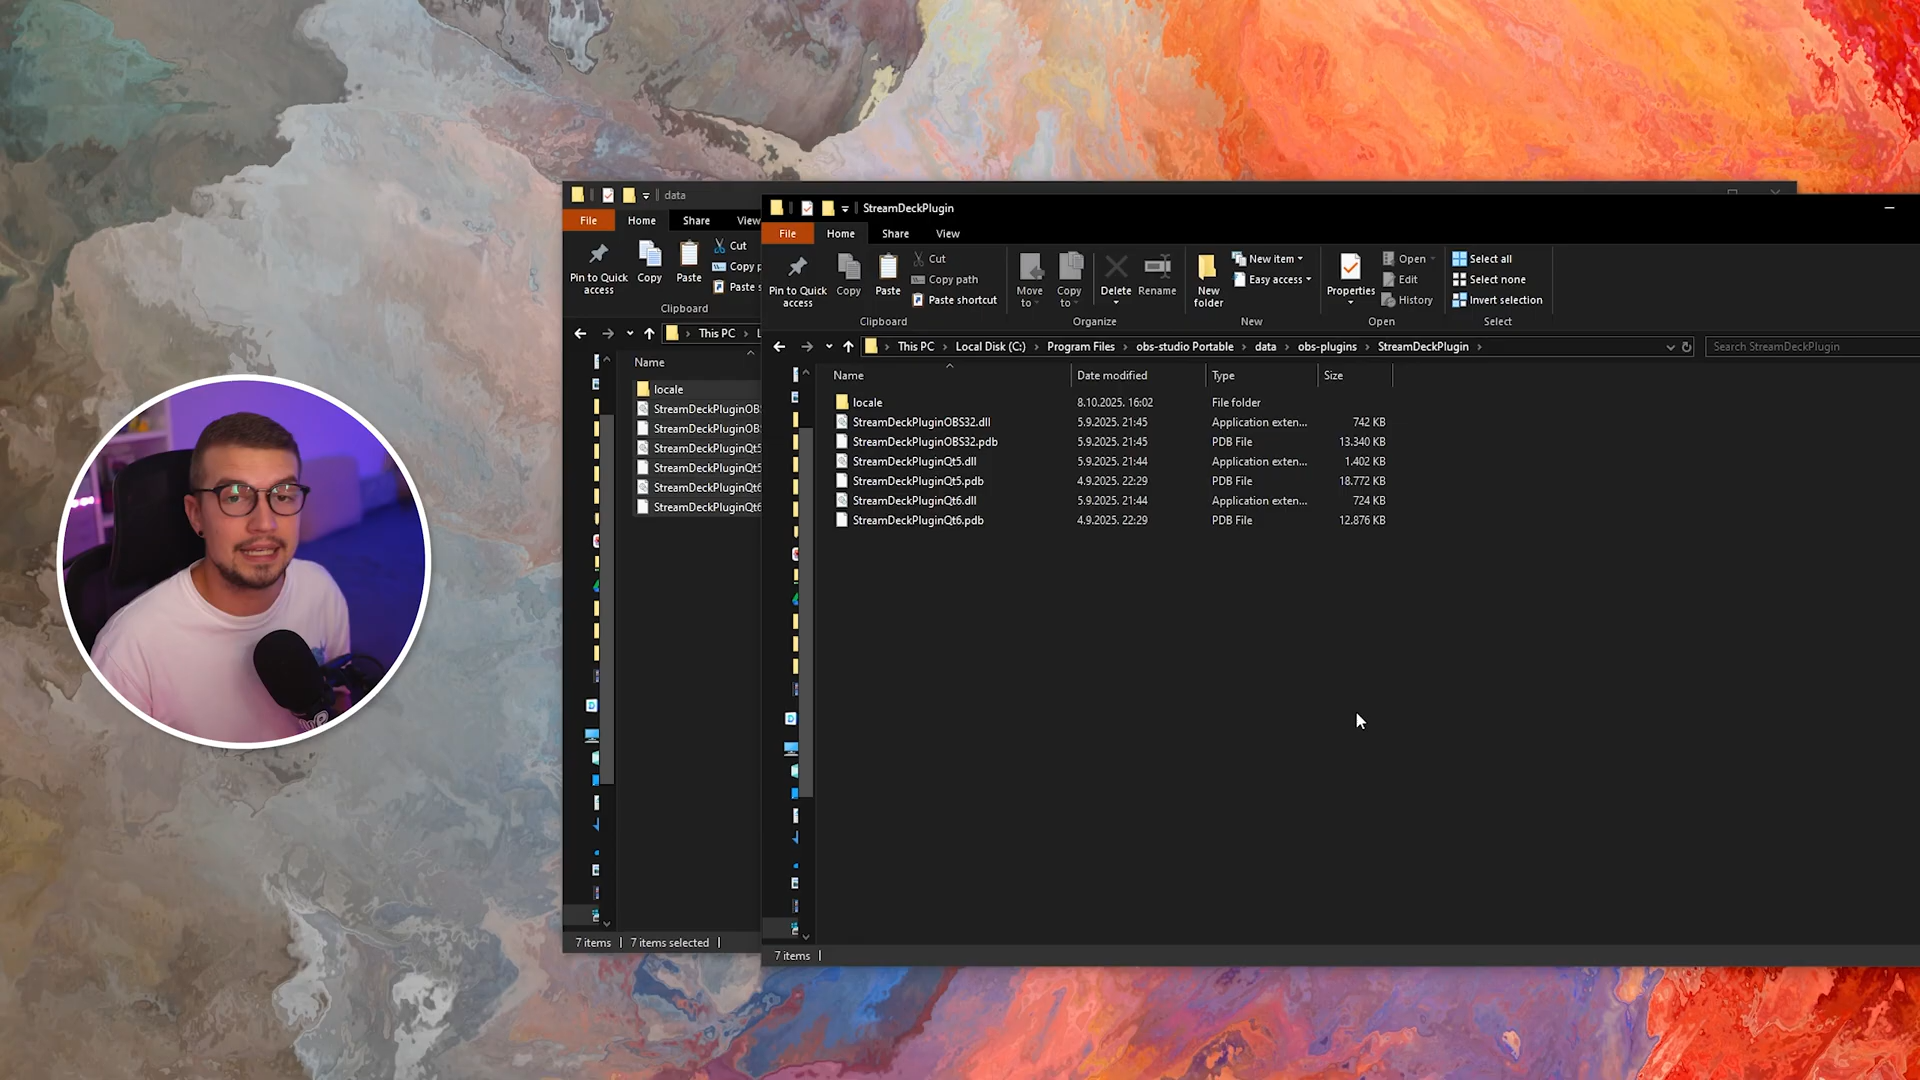 data
File Home Share View
Pin to Quick access
Copy
Paste
Cut
Copy p
Paste s
Clipboard
This PC
Name
locale
StreamDeckPluginOB
StreamDeckPluginOB
StreamDeckPluginQt5
StreamDeckPluginQt5
StreamDeckPluginQt6
StreamDeckPluginQt6
7 items 7 items selected
StreamDeckPlugin
File Home Share View
Pin to Quick access
Copy
Paste
Cut
Copy path
Paste shortcut
Clipboard
Move to
Copy to
Delete
Rename
Organize
New folder
New item
Easy access
New
Properties
Open
Edit
History
Open
Select all
Select none
Invert selection
Select
This PC › Local Disk (C:) › Program Files › obs-studio Portable › data › obs-plugins › StreamDeckPlugin ›
Search StreamDeckPlugin
Name Date modified Type Size
locale 8.10.2025. 16:02 File folder
StreamDeckPluginOBS32.dll 5.9.2025. 21:45 Application exten... 742 KB
StreamDeckPluginOBS32.pdb 5.9.2025. 21:45 PDB File 13.340 KB
StreamDeckPluginQt5.dll 5.9.2025. 21:44 Application exten... 1.402 KB
StreamDeckPluginQt5.pdb 4.9.2025. 22:29 PDB File 18.772 KB
StreamDeckPluginQt6.dll 5.9.2025. 21:44 Application exten... 724 KB
StreamDeckPluginQt6.pdb 4.9.2025. 22:29 PDB File 12.876 KB
7 items